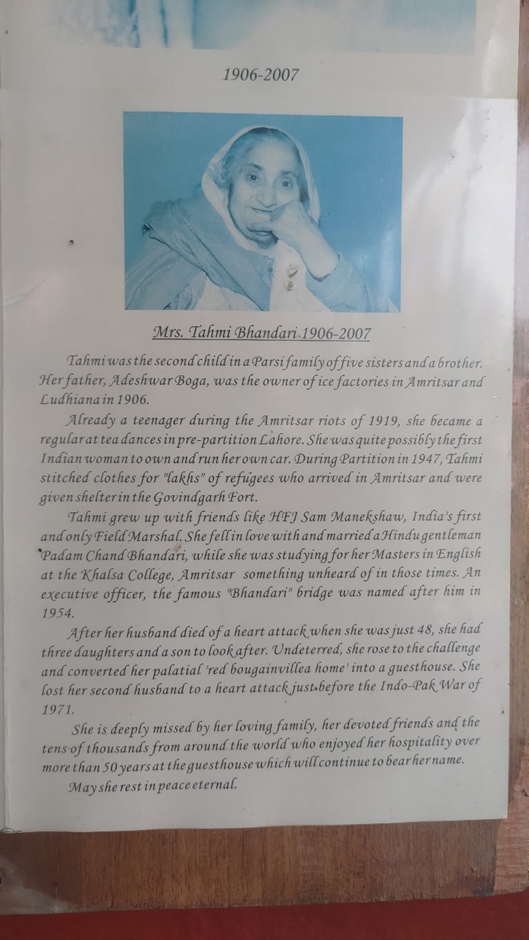 1906-2007
Mrs. Tahmi Bhandari 1906-2007
Tahmi was the second child in a Parsi family of five sisters and a brother.
Her father, Adeshwar Boga, was the owner of ice factories in Amritsar and
Ludhiana in 1906.
Already a teenager during the Amritsar riots of 1919, she became a
regular at tea dances in pre-partition Lahore. She was quite possibly the first
Indian woman to own and run her own car. During Partition in 1947, Tahmi
stitched clothes for "lakhs" of refugees who arrived in Amritsar and were
given shelter in the Govindgarh Fort.
Tahmi grew up with friends like HFJ Sam Manekshaw, India's first
and only Field Marshal. She fell in love with and married a Hindu gentleman
Padam Chand Bhandari, while she was studying for her Masters in English
at the Khalsa College, Amritsar something unheard of in those times. An
executive officer, the famous "Bhandari" bridge was named after him in
1954.
After her husband died of a heart attack when she was just 48, she had
three daughters and a son to look after. Undeterred, she rose to the challenge
and converted her palatial 'red bougainvillea home' into a guesthouse. She
lost her second husband to a heart attack just before the Indo-Pak War of
1971.
She is deeply missed by her loving family, her devoted friends and the
tens of thousands from around the world who enjoyed her hospitality over
more than 50 years at the guesthouse which will continue to bear her name.
May she rest in peace eternal.